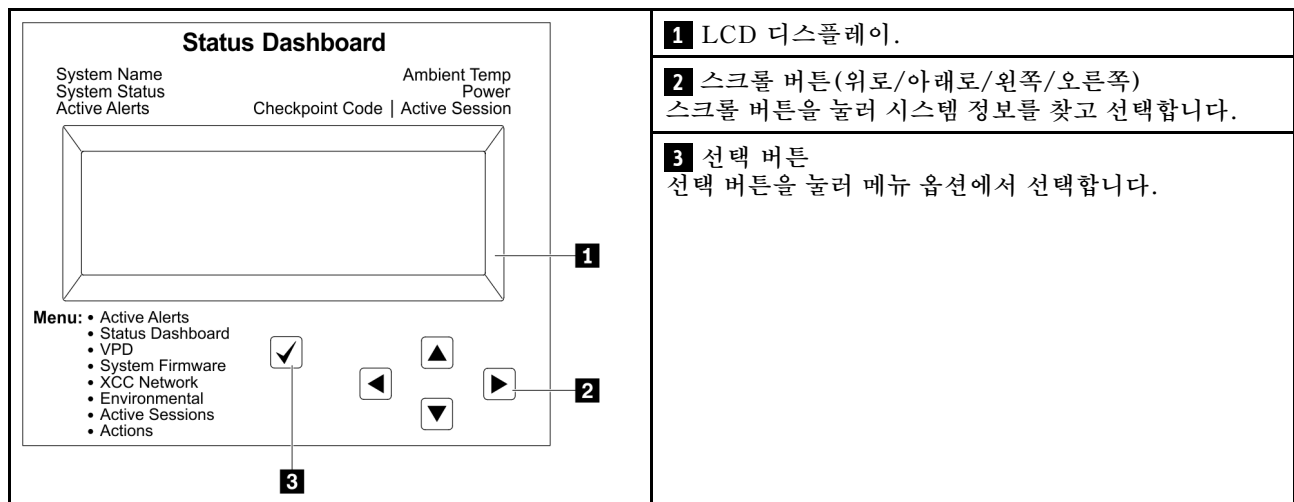 Status Dashboard
System Name Ambient Temp
System Status Power
Active Alerts Checkpoint Code | Active Session
1
Menu: • Active Alerts
• Status Dashboard
• VPD
• System Firmware
• XCC Network
• Environmental
• Active Sessions
• Actions
2
3
1 LCD 디스플레이.
2 스크롤 버튼(위로/아래로/왼쪽/오른쪽)
스크롤 버튼을 눌러 시스템 정보를 찾고 선택합니다.
3 선택 버튼
선택 버튼을 눌러 메뉴 옵션에서 선택합니다.